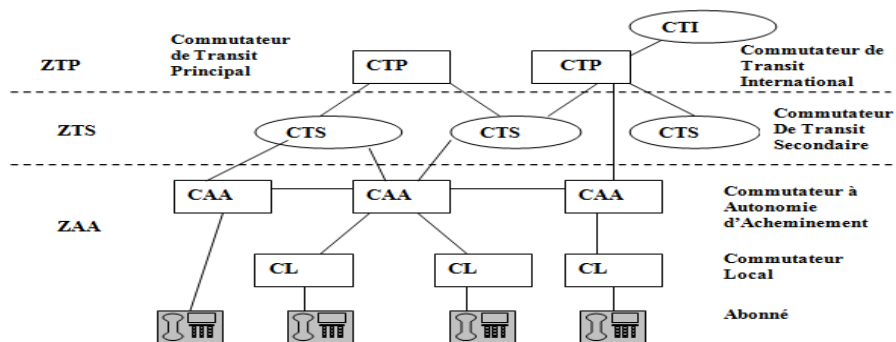 CTI
Commutateur
de Transit
Principal
ZTP
CTP
CTP
Commutateur de
Transit
International
ZTS
CTS
CTS
CTS
Commutateur
De Transit
Secondaire
CAA
CAA
CAA
Commutateur à
Autonomie
d'Acheminement
ZAA
CL
CL
CL
Commutateur
Local
Abonné